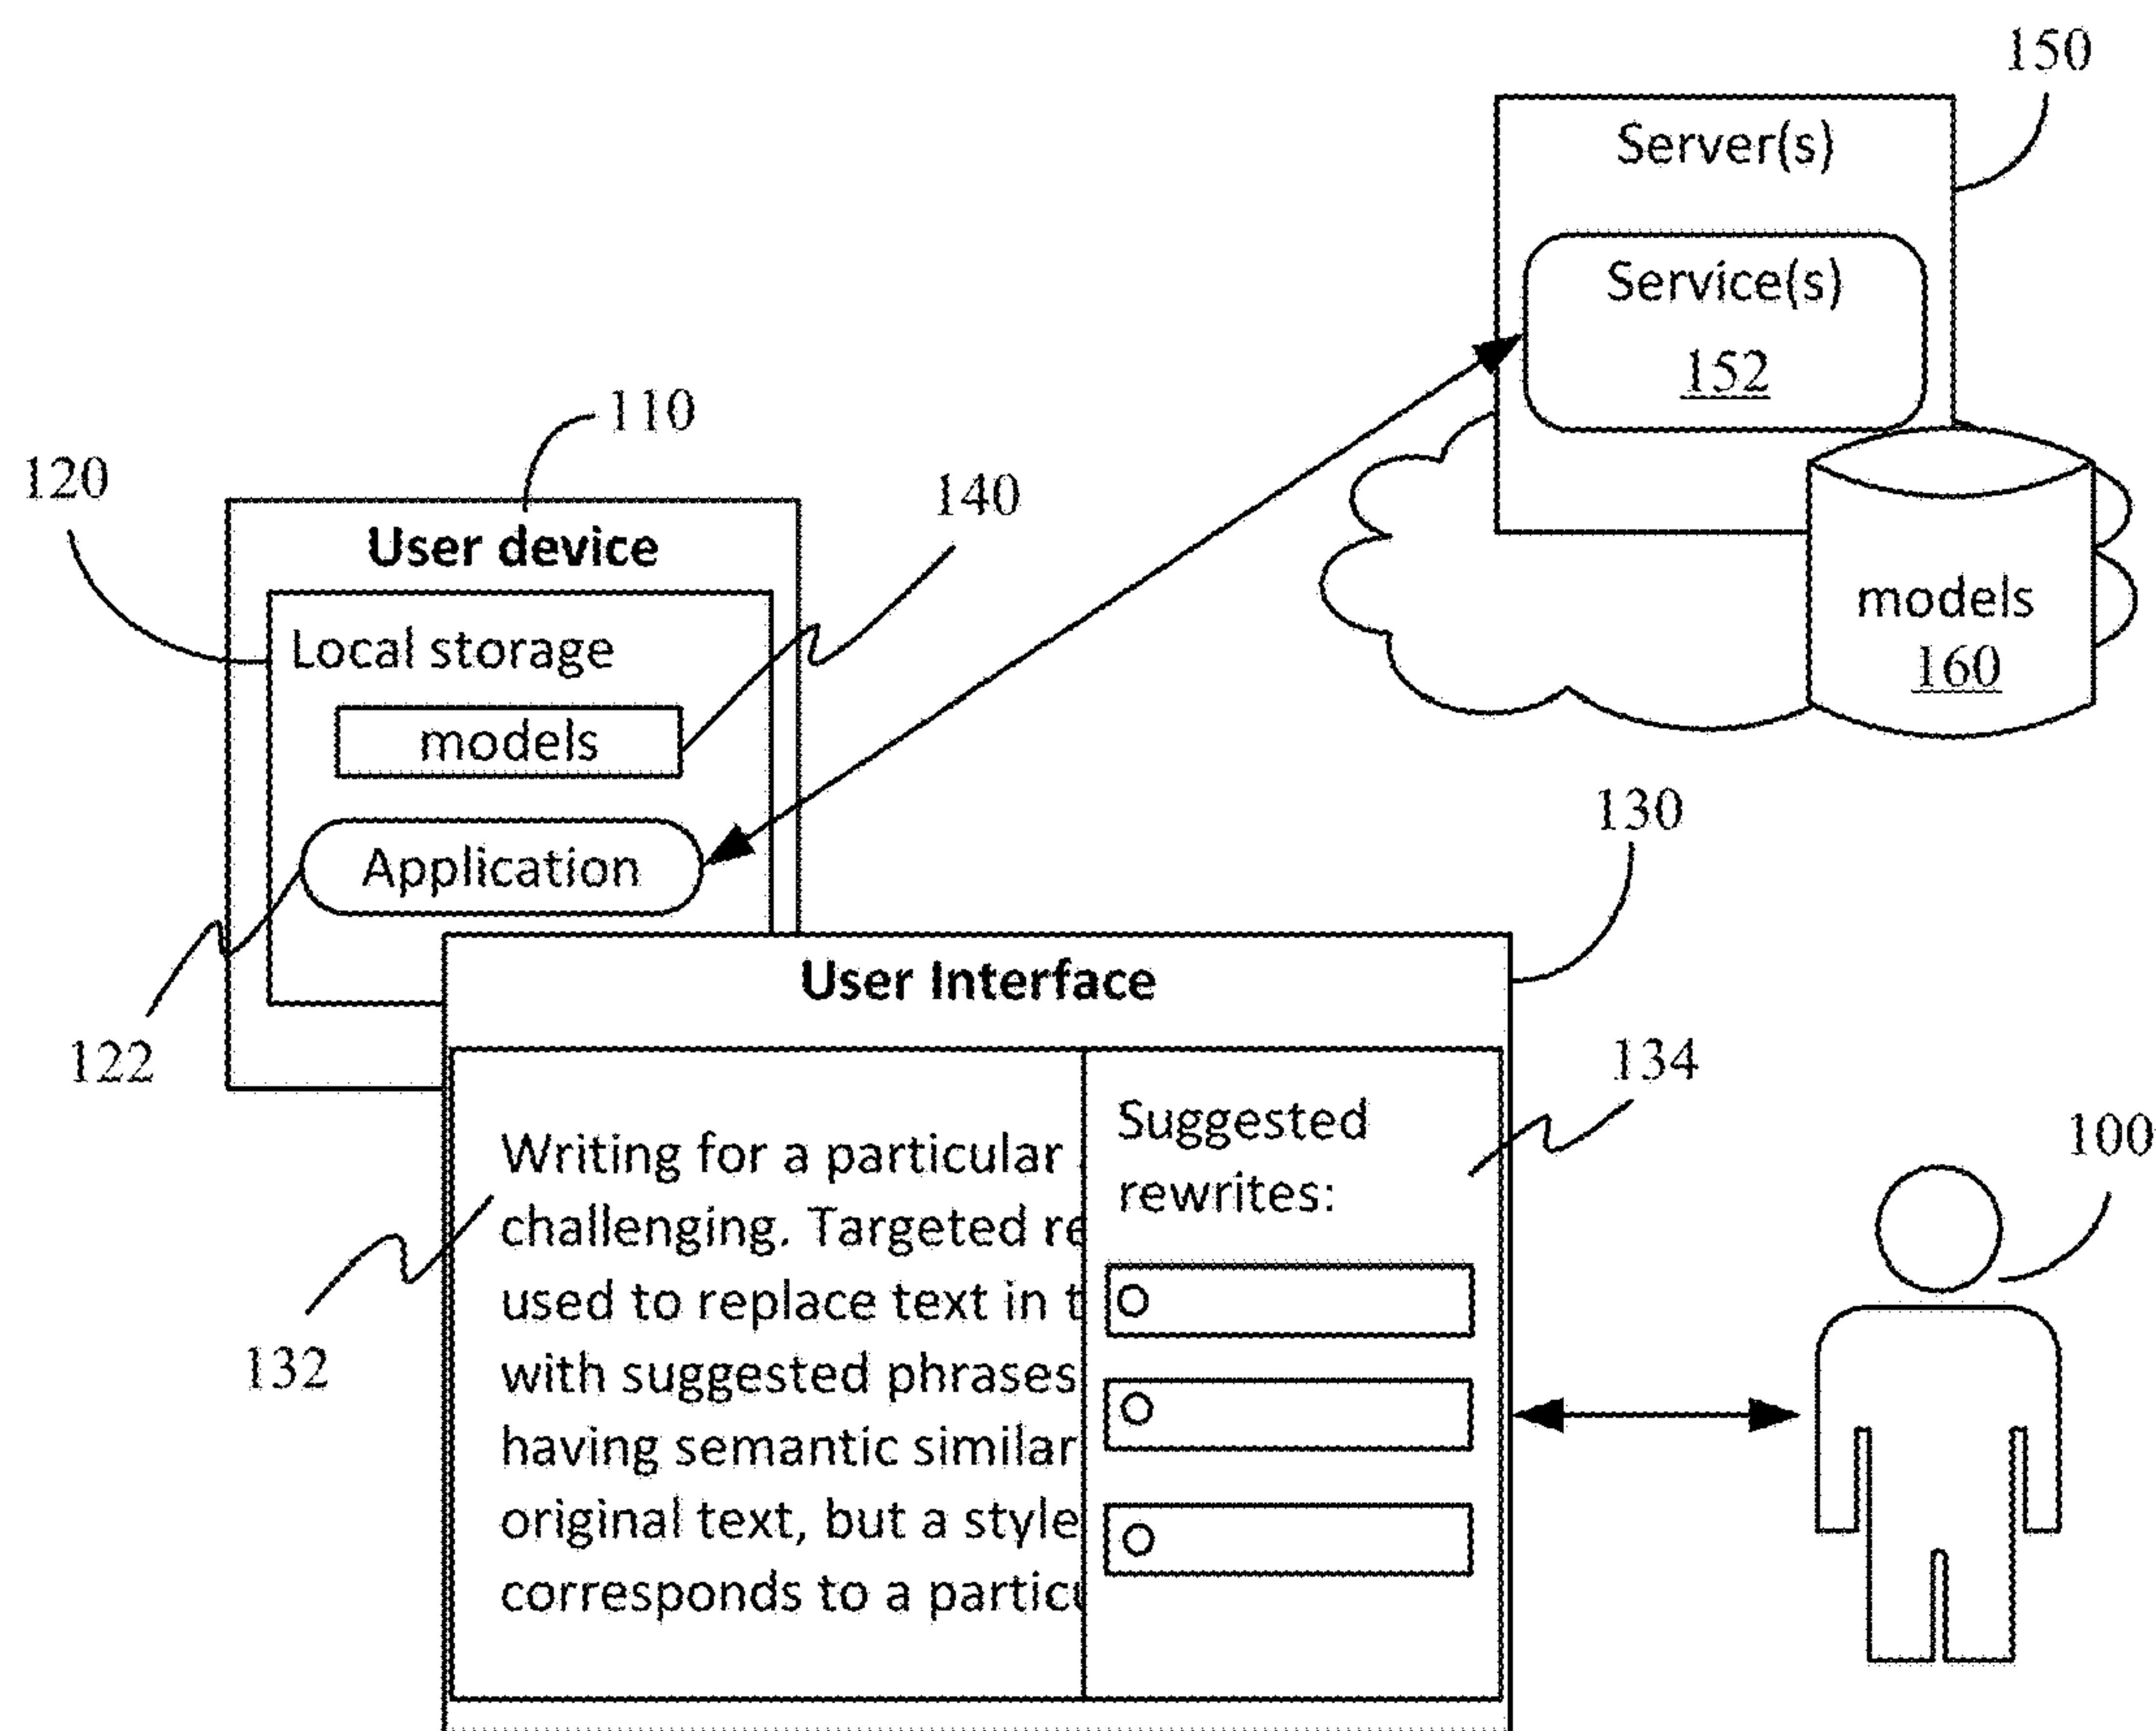 150
Server(s)
Service(s)
152
110
120
140
User device
Local storage
models
models
160
Application
130
User Interface
122
134
Suggested
rewrites:
100
Writing for a particular
challenging. Targeted re
used to replace text in t
with suggested phrases
having semantic similar
original text, but a style
corresponds to a particu
132